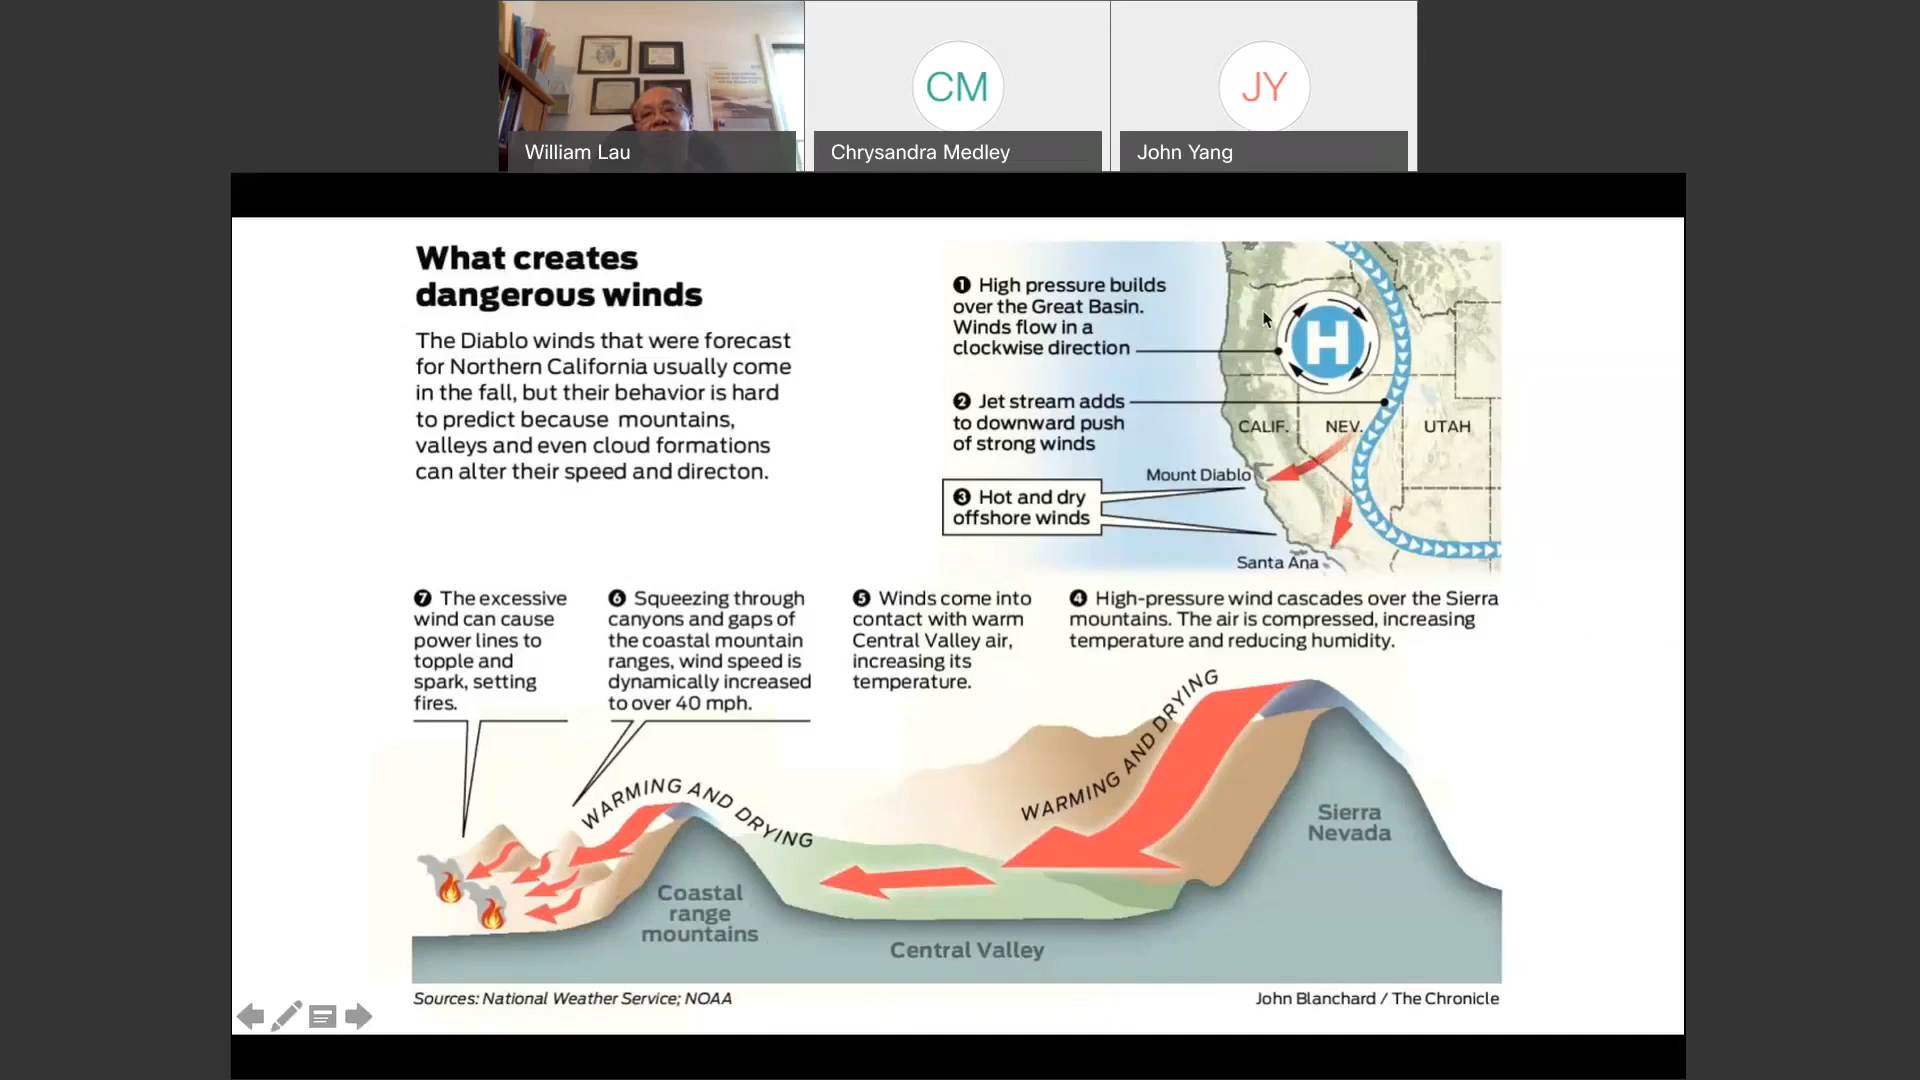 William Lau
CM
Chrysandra Medley
JY
John Yang
What creates
dangerous winds
The Diablo winds that were forecast
for Northern California usually come
in the fall, but their behavior is hard
to predict because mountains,
valleys and even cloud formations
can alter their speed and directon.
1 High pressure builds
over the Great Basin.
Winds flow in a
clockwise direction
2 Jet stream adds
to downward push
of strong winds
3 Hot and dry
offshore winds
H
CALIF.
NEV.
UTAH
Mount Diablo
Santa Ana
7 The excessive
wind can cause
power lines to
topple and
spark, setting
fires.
6 Squeezing through
canyons and gaps of
the coastal mountain
ranges, wind speed is
dynamically increased
to over 40 mph.
5 Winds come into
contact with warm
Central Valley air,
increasing its
temperature.
4 High-pressure wind cascades over the Sierra
mountains. The air is compressed, increasing
temperature and reducing humidity.
WARMING AND DRYING
WARMING AND DRYING
Sierra
Nevada
Coastal
range
mountains
Central Valley
Sources: National Weather Service; NOAA
John Blanchard / The Chronicle